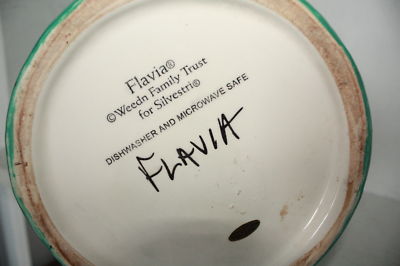 Flavia®
©Weedn Family Trust
for Silvestri®
DISHWASHER AND MICROWAVE SAFE
FLAVIA